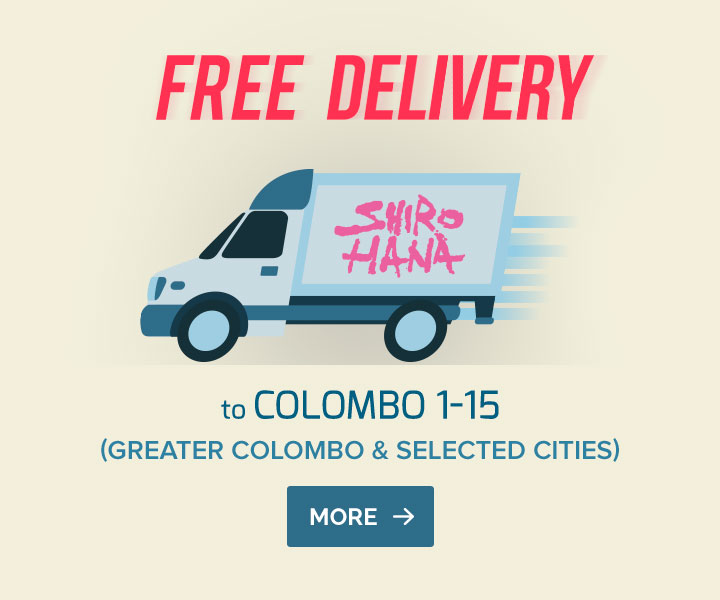 FREE DELIVERY
SHIRO
HANA
to COLOMBO 1-15
(GREATER COLOMBO & SELECTED CITIES)
MORE →